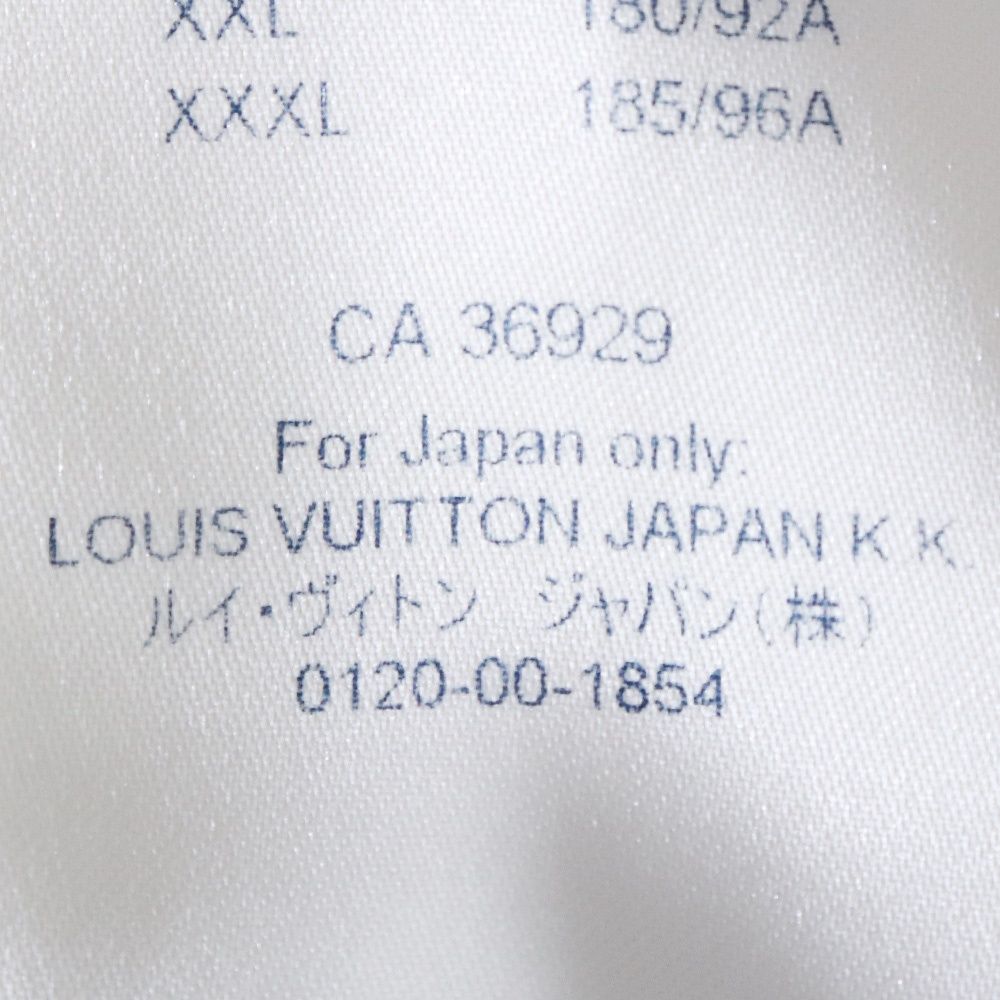 XXL 180/92A
XXXL 185/96A
CA 36929
For Japan only:
LOUIS VUITTON JAPAN K K.
ルイ・ヴィトン ジャパン(株)
0120-00-1854